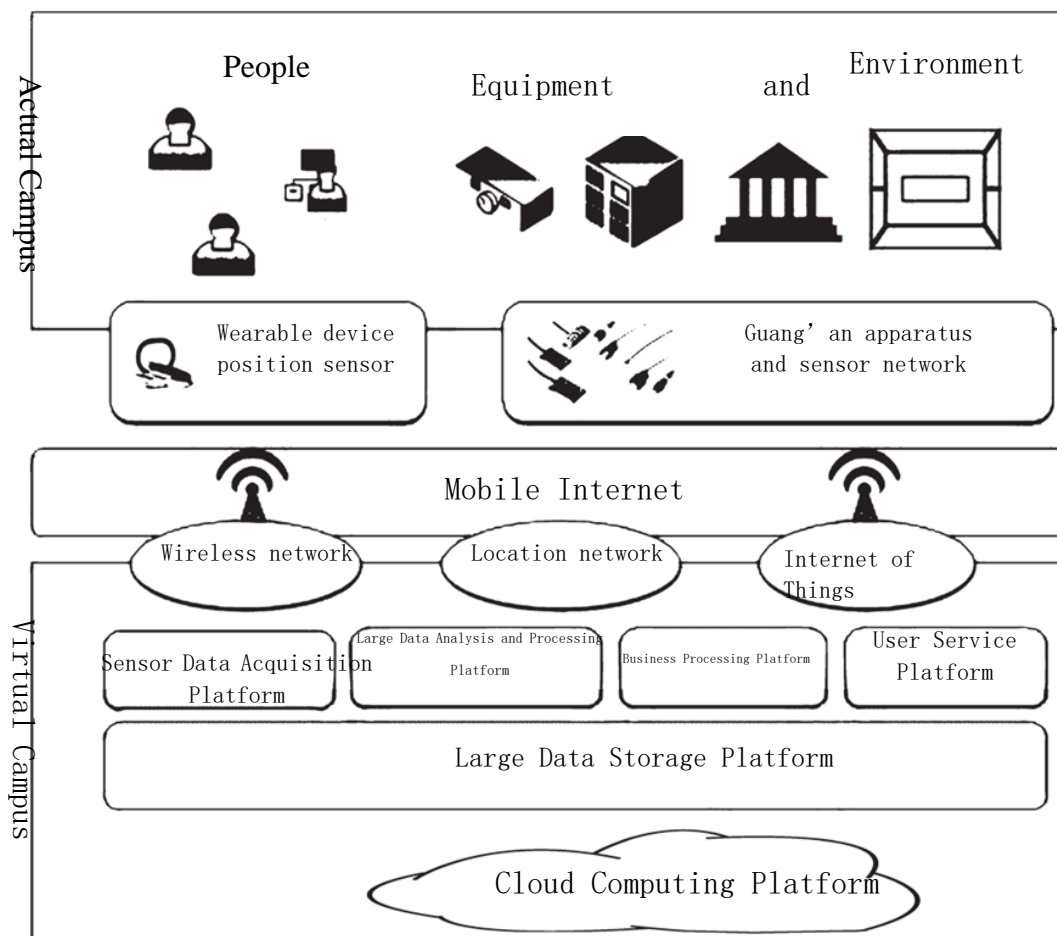 Actual Campus
People
Equipment and Environment
Wearable device
position sensor
Guang' an apparatus
and sensor network
Mobile Internet
Wireless network
Location network
Internet of
Things
Virtual Campus
Sensor Data Acquisition
Platform
Large Data Analysis and Processing
Platform
Business Processing Platform
User Service
Platform
Large Data Storage Platform
Cloud Computing Platform